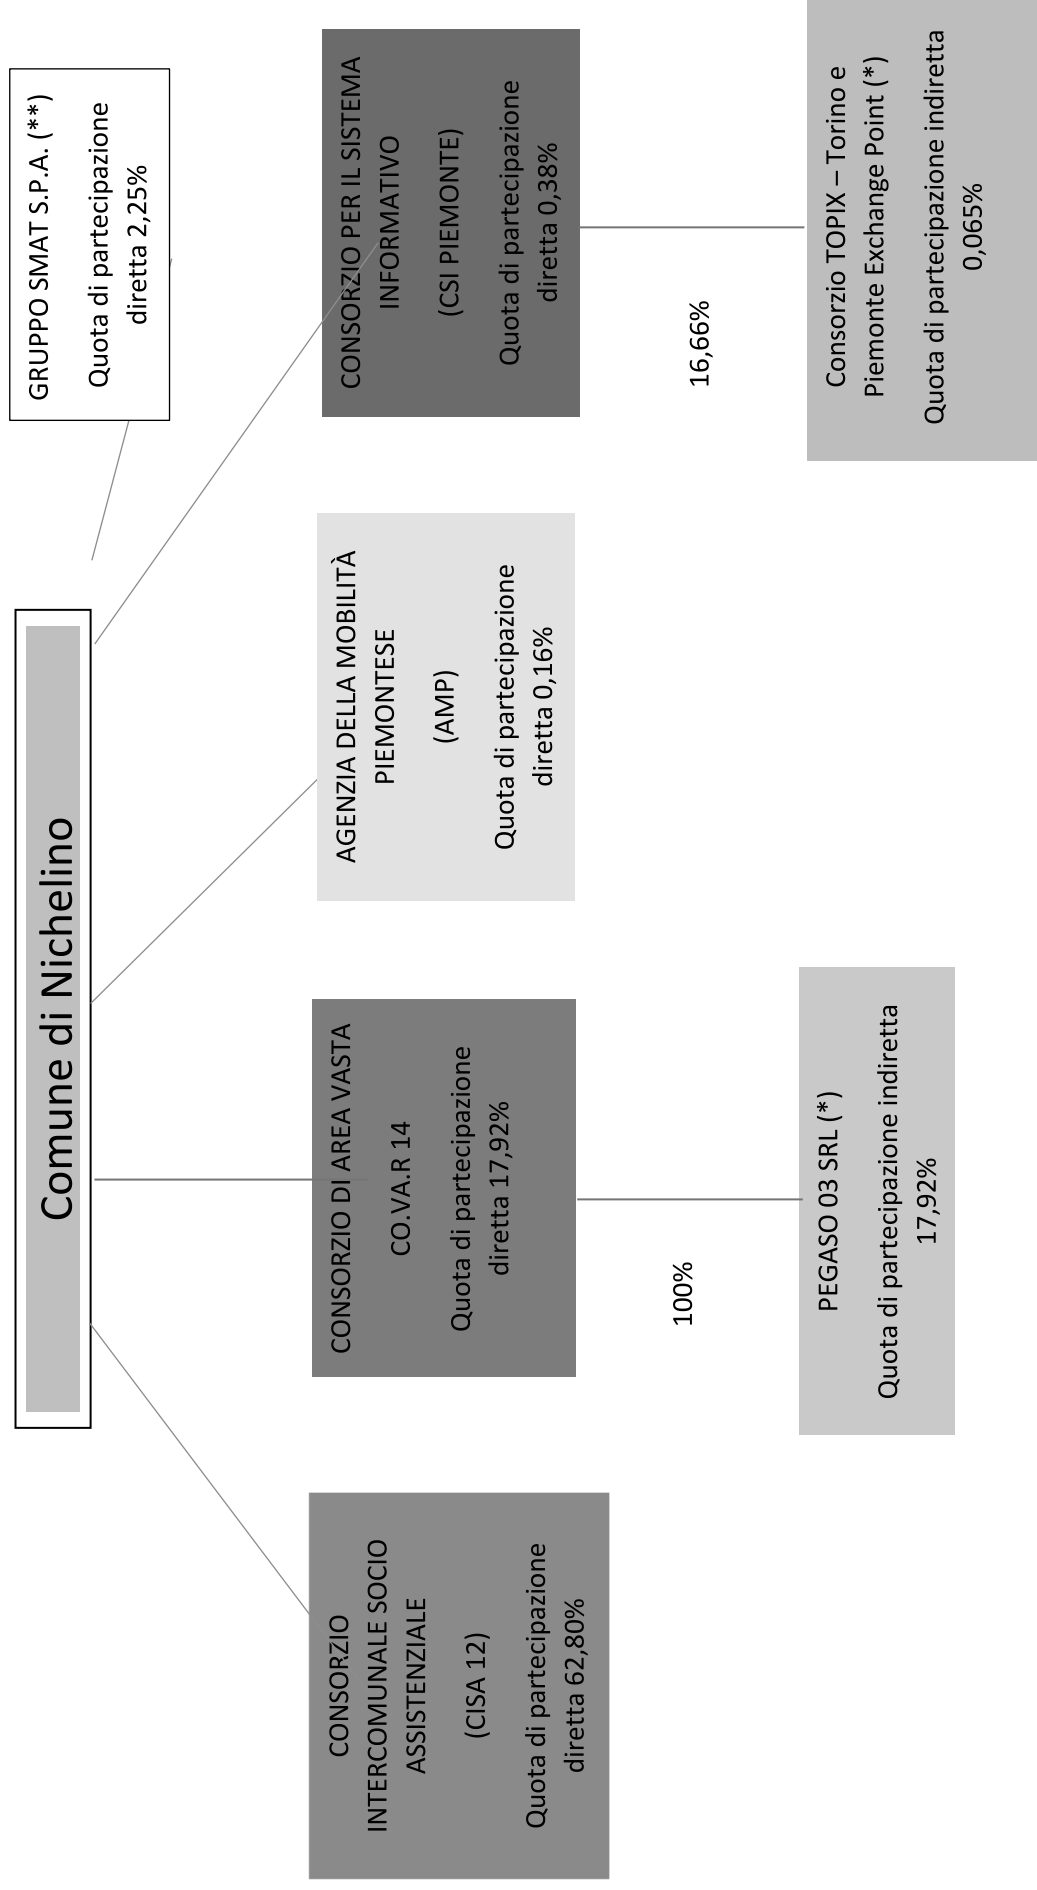 Comune di Nichelino
GRUPPO SMAT S.P.A. (**)
Quota di partecipazione
diretta 2,25%
CONSORZIO
INTERCOMUNALE SOCIO
ASSISTENZIALE
(CISA 12)
Quota di partecipazione
diretta 62,80%
CONSORZIO DI AREA VASTA
CO.VA.R 14
Quota di partecipazione
diretta 17,92%
AGENZIA DELLA MOBILITÀ
PIEMONTESE
(AMP)
Quota di partecipazione
diretta 0,16%
CONSORZIO PER IL SISTEMA
INFORMATIVO
(CSI PIEMONTE)
Quota di partecipazione
diretta 0,38%
100%
16,66%
PEGASO 03 SRL (*)
Quota di partecipazione indiretta
17,92%
Consorzio TOPIX – Torino e
Piemonte Exchange Point (*)
Quota di partecipazione indiretta
0,065%